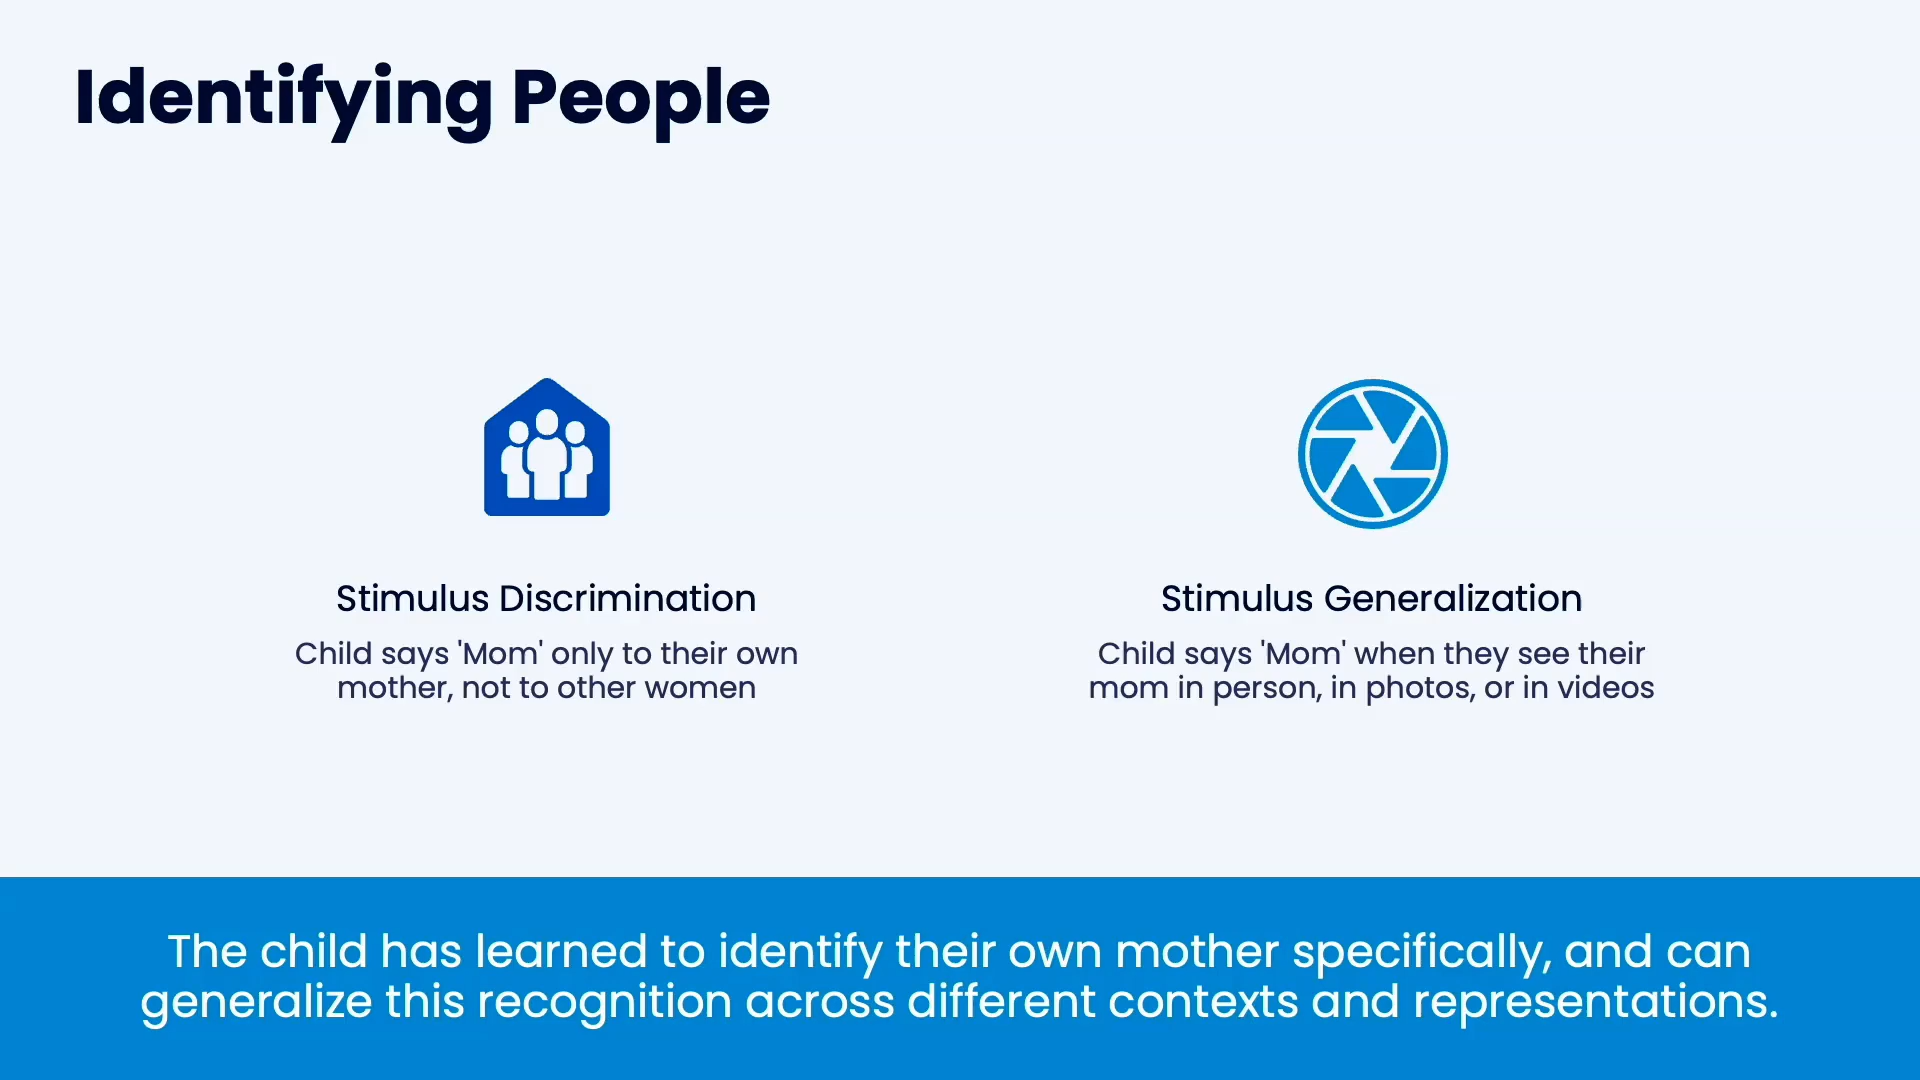 Identifying People
Stimulus Discrimination
Child says 'Mom' only to their own
mother, not to other women
Stimulus Generalization
Child says 'Mom' when they see their
mom in person, in photos, or in videos
The child has learned to identify their own mother specifically, and can
generalize this recognition across different contexts and representations.